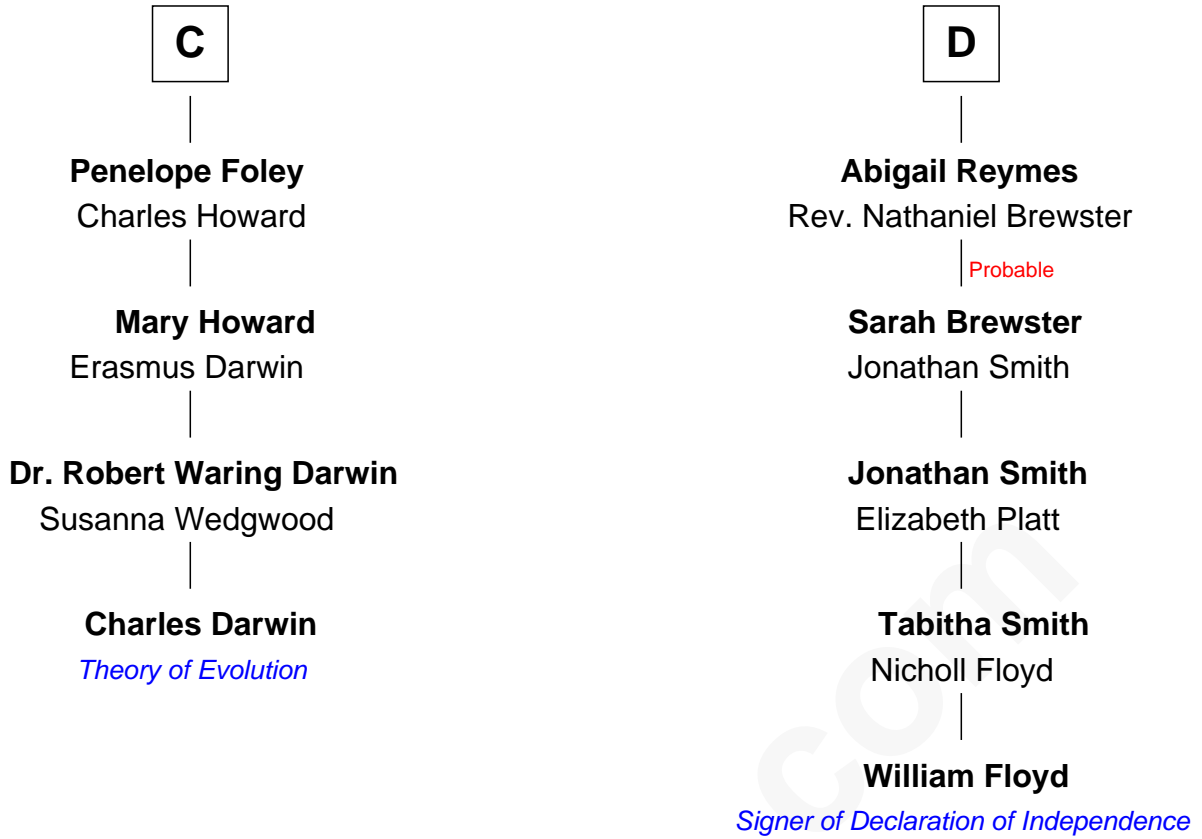 C
Penelope Foley
Charles Howard
Mary Howard
Erasmus Darwin
Dr. Robert Waring Darwin
Susanna Wedgwood
Charles Darwin
Theory of Evolution
D
Abigail Reymes
Rev. Nathaniel Brewster
Probable
Sarah Brewster
Jonathan Smith
Jonathan Smith
Elizabeth Platt
Tabitha Smith
Nicholl Floyd
William Floyd
Signer of Declaration of Independence
com